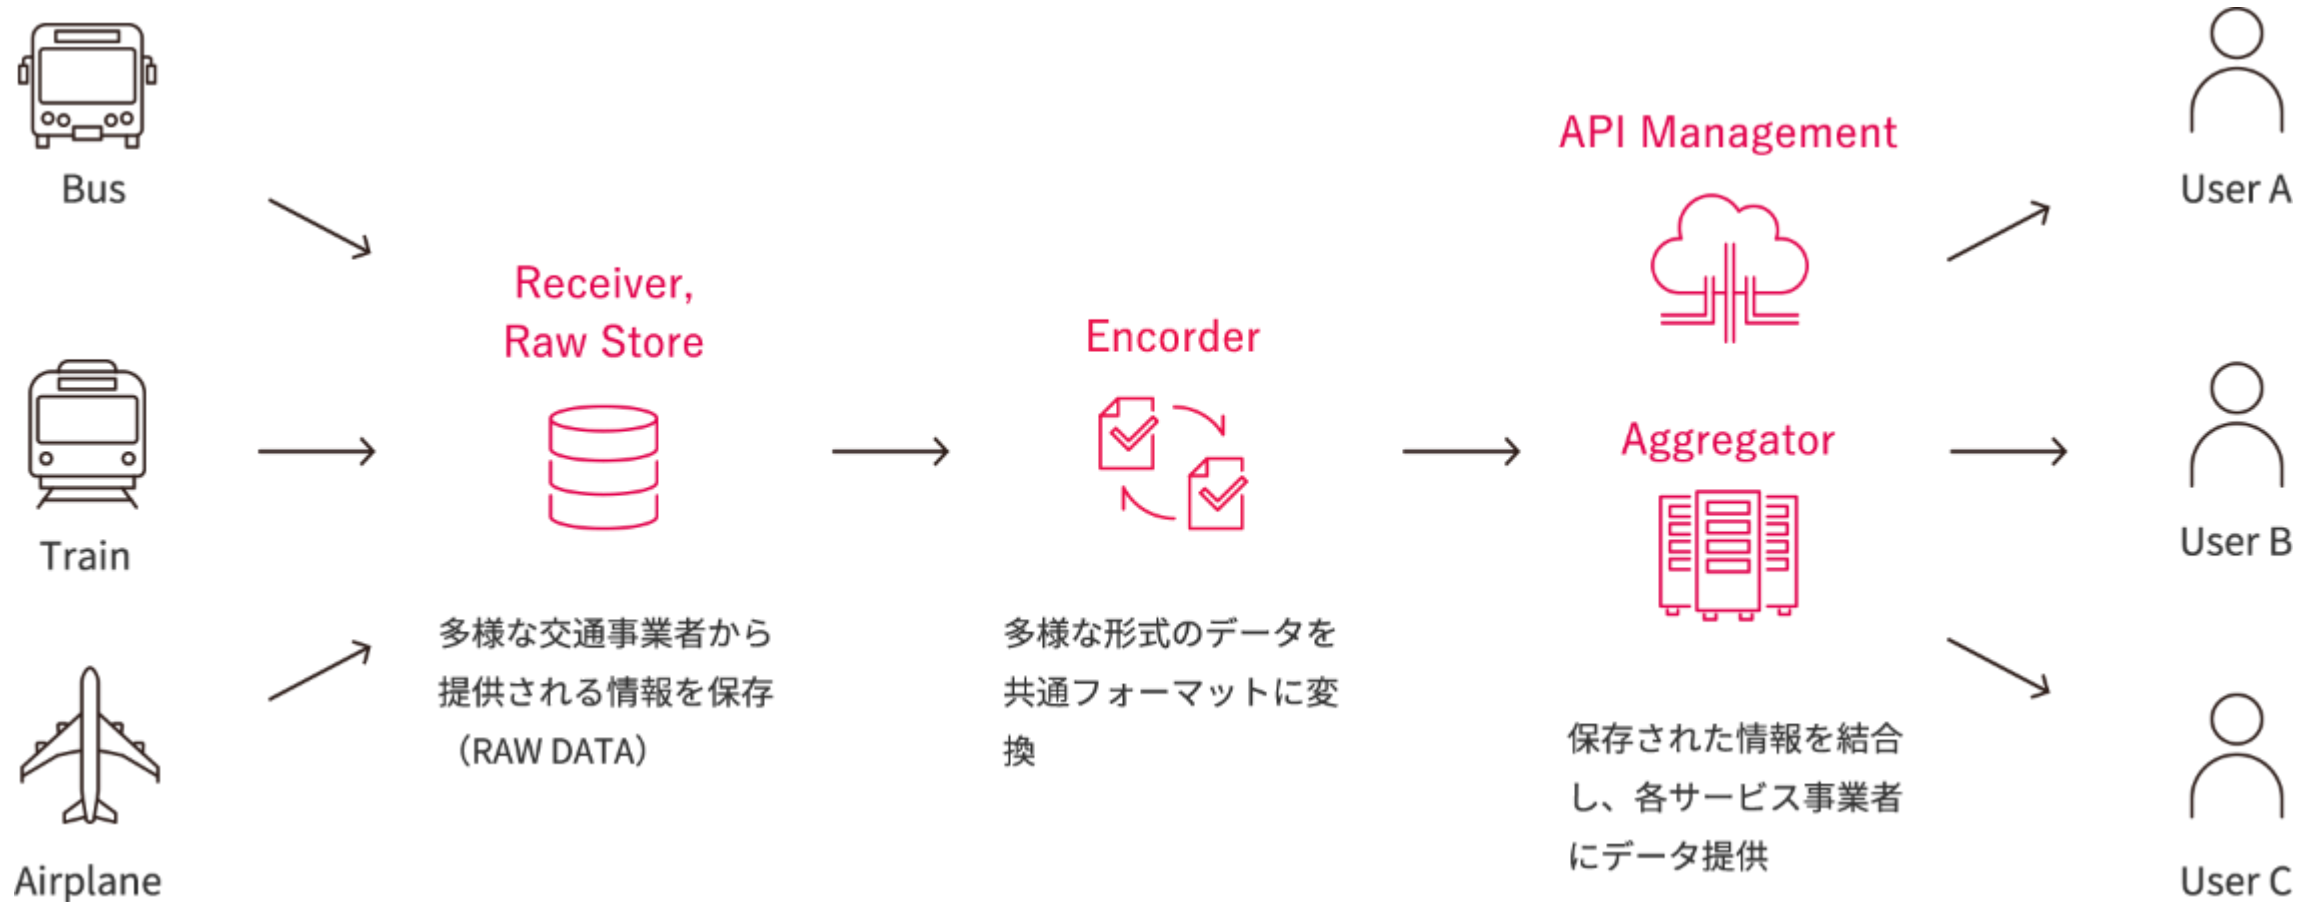 Bus
Train
Airplane
Receiver,
Raw Store
多様な交通事業者から
提供される情報を保存
（RAW DATA）
Encorder
多様な形式のデータを
共通フォーマットに変
換
API Management
Aggregator
保存された情報を結合
し、各サービス事業者
にデータ提供
User A
User B
User C